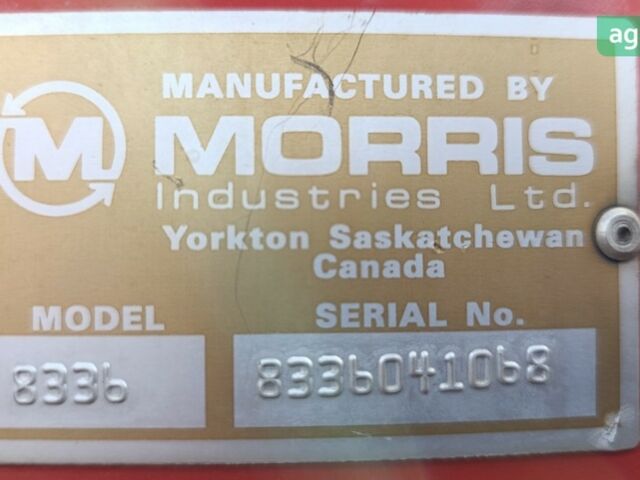 ag
MANUFACTURED BY
M MORRIS
Industries Ltd.
Yorkton Saskatchewan
Canada
MODEL SERIAL No.
8336 8336041068